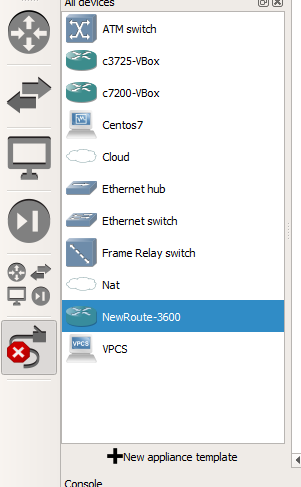 All devices
ATM switch
c3725-VBox
c7200-VBox
Centos7
Cloud
Ethernet hub
Ethernet switch
Frame Relay switch
Nat
NewRoute-3600
VPCS
VPCS
New appliance template
Console